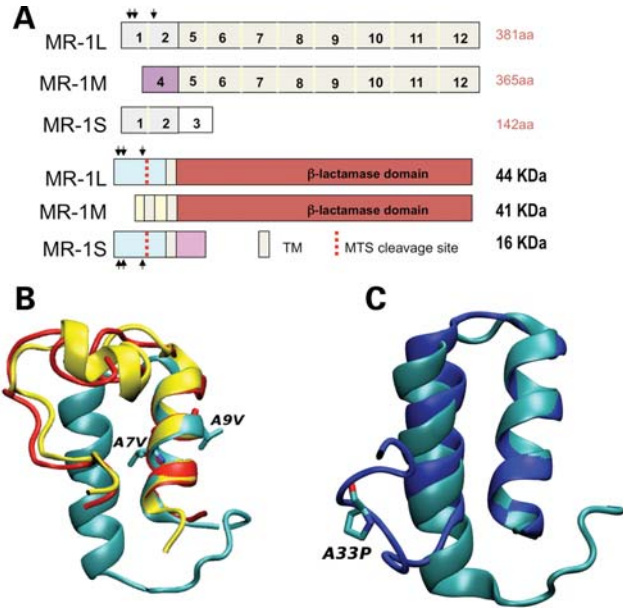 A
MR-1L 1 2 5 6 7 8 9 10 11 12 381aa
MR-1M 4 5 6 7 8 9 10 11 12 365aa
MR-1S 1 2 3 142aa
MR-1L β-lactamase domain 44 KDa
MR-1M β-lactamase domain 41 KDa
MR-1S TM MTS cleavage site 16 KDa
B
A9V
A7V
C
A33P